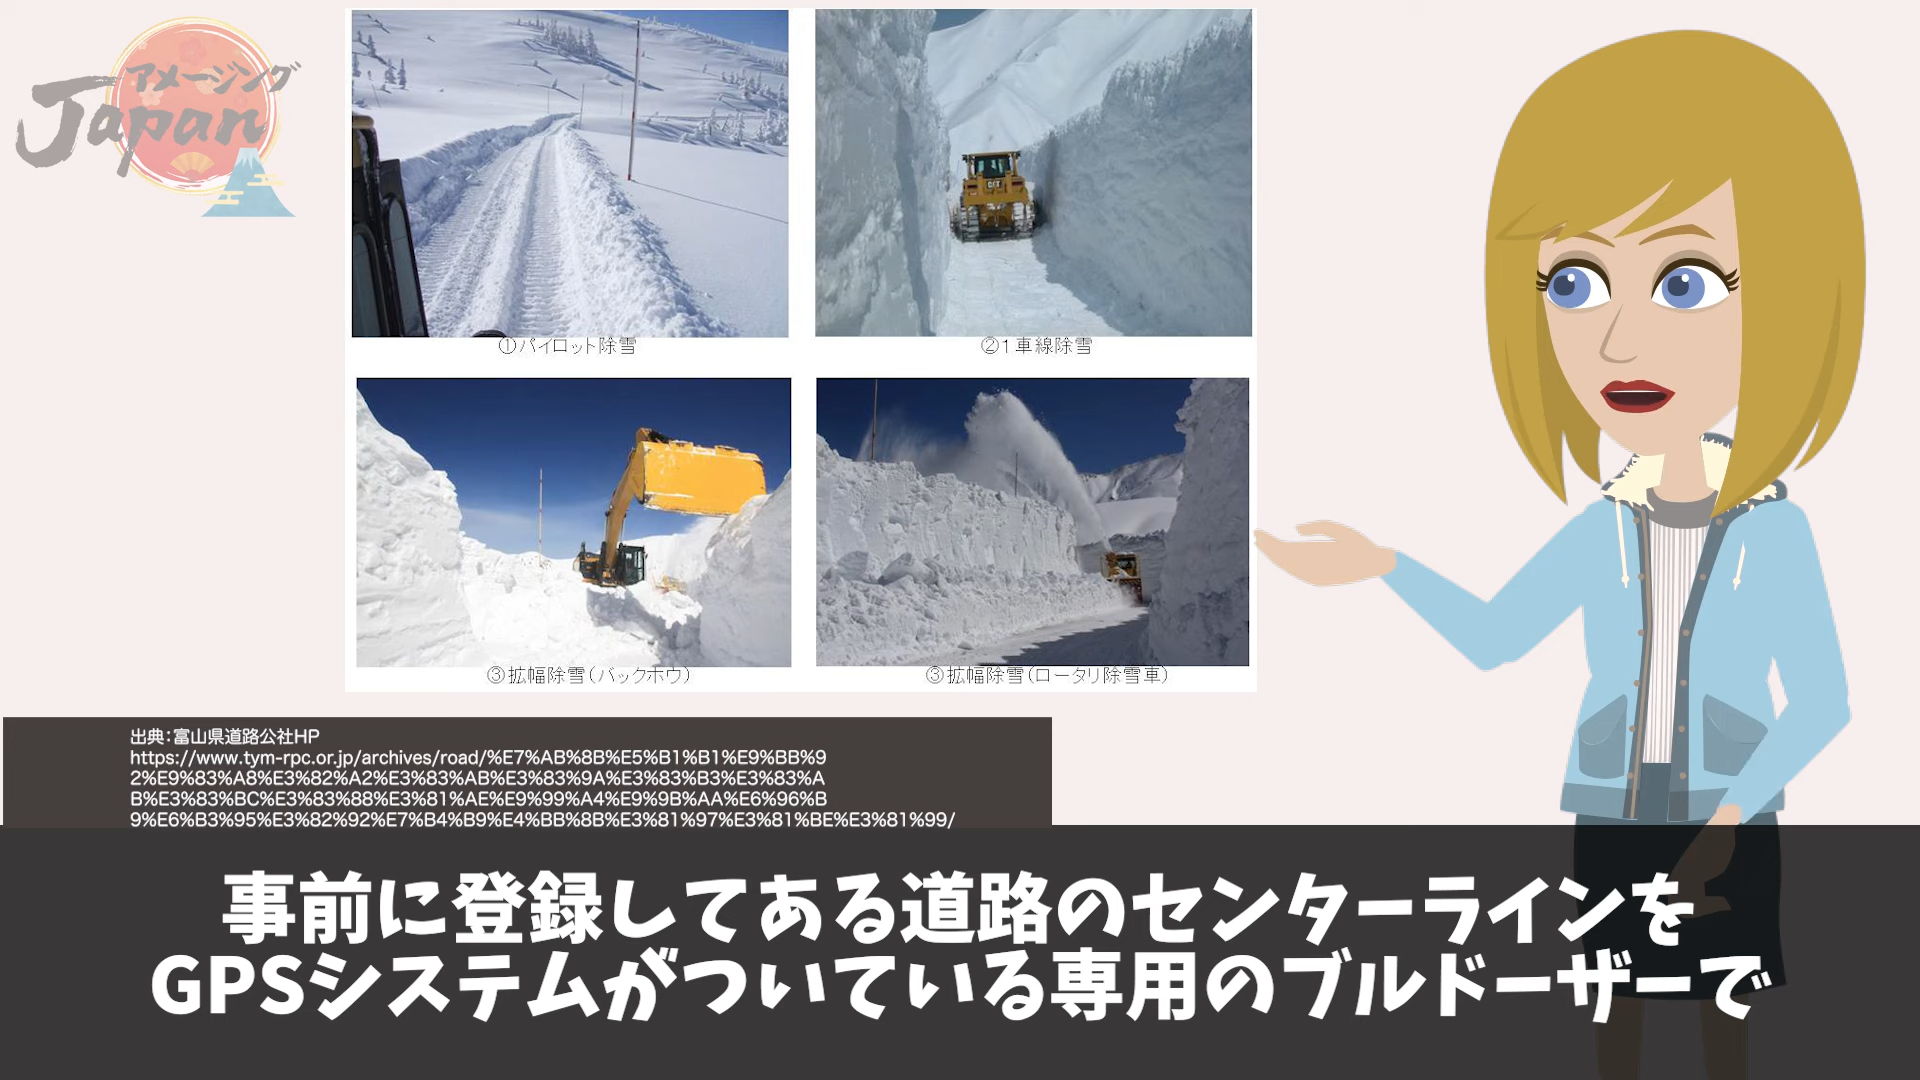 アメージング
Japan
CAT
①パイロット除雪
②1車線除雪
③拡幅除雪(バックホウ)
③拡幅除雪(ロータリ除雪車)
出典:富山県道路公社HP
https://www.tym-rpc.or.jp/archives/road/%E7%AB%8B%E5%B1%B1%E9%BB%9
2%E9%83%A8%E3%82%A2%E3%83%AB%E3%83%9A%E3%83%B3%E3%83%A
B%E3%83%BC%E3%83%88%E3%81%AE%E9%99%A4%E9%9B%AA%E6%96%B
9%E6%B3%95%E3%82%92%E7%B4%B9%E4%BB%8B%E3%81%97%E3%81%BE%E3%81%99/
事前に登録してある道路のセンターラインを
GPSシステムがついている専用のブルドーザーで